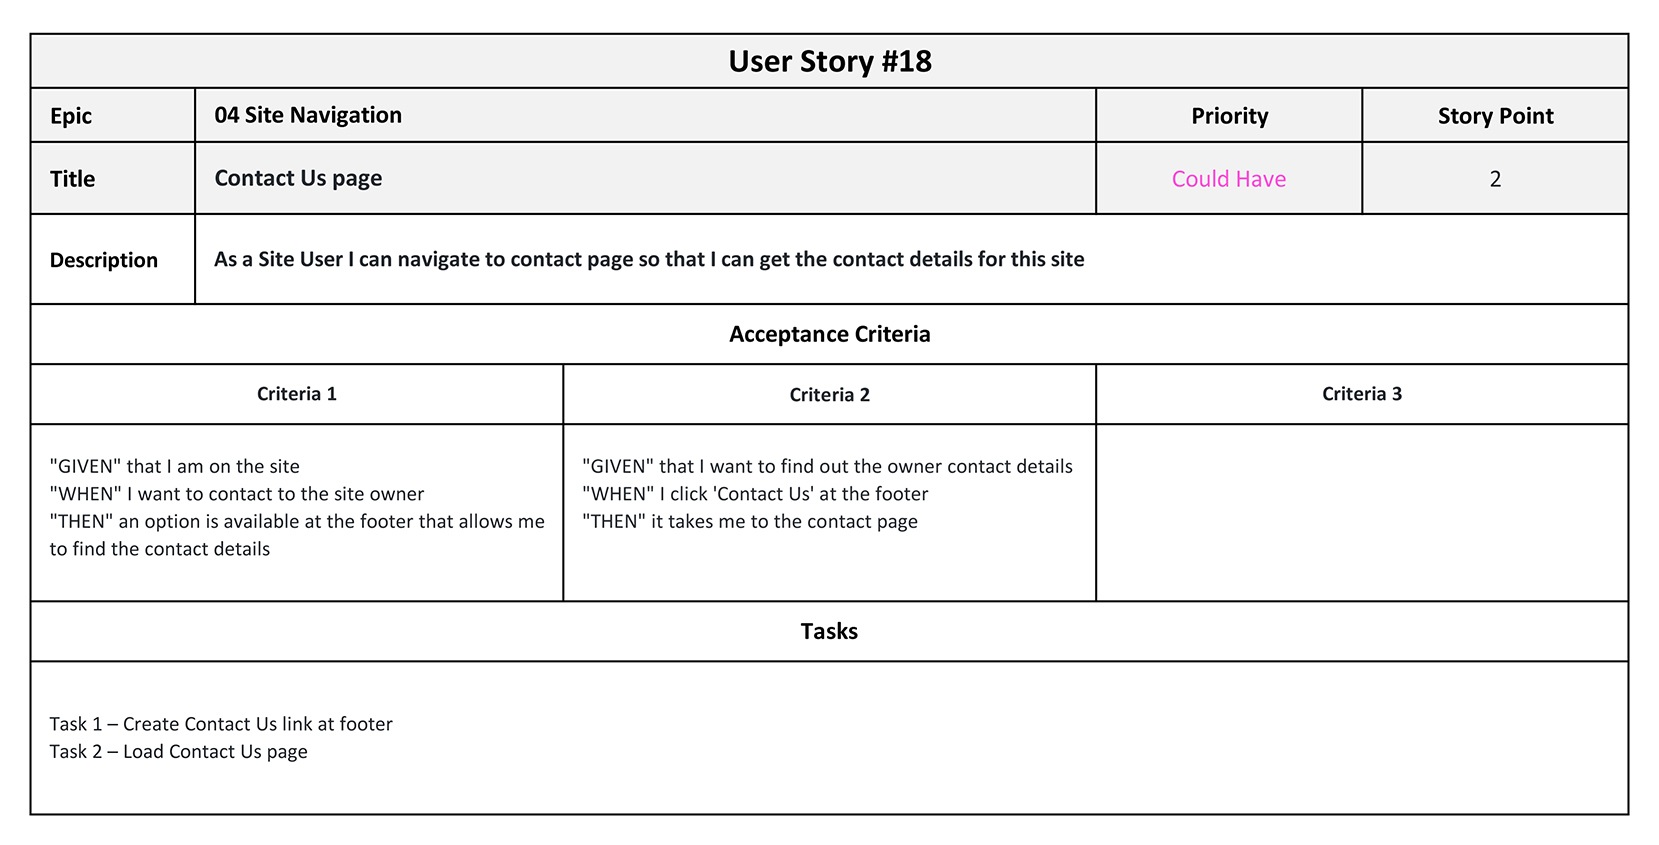 User Story #18
Epic
04 Site Navigation
Priority
Story Point
Title
Contact Us page
Could Have
2
Description
As a Site User I can navigate to contact page so that I can get the contact details for this site
Acceptance Criteria
Criteria 1
Criteria 2
Criteria 3
"GIVEN" that I am on the site
"WHEN" I want to contact to the site owner
"THEN" an option is available at the footer that allows me
to find the contact details
"GIVEN" that I want to find out the owner contact details
"WHEN" I click 'Contact Us' at the footer
"THEN" it takes me to the contact page
Tasks
Task 1 – Create Contact Us link at footer
Task 2 – Load Contact Us page